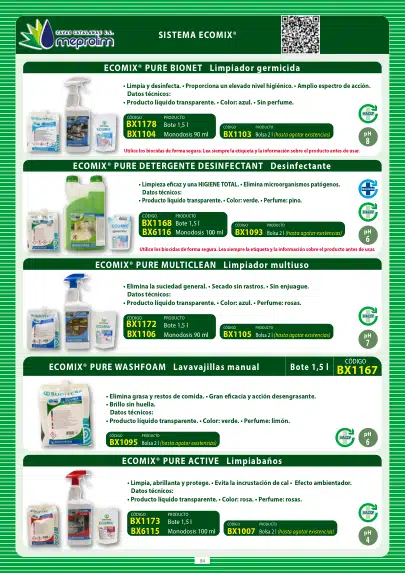 CAPAS CATALANAS S.L.
meprolim
SISTEMA ECOMIX®
ECOMIX® PURE BIONET Limpiador germicida
• Limpia y desinfecta. • Proporciona un elevado nivel higiénico. • Amplio espectro de acción.
Datos técnicos:
• Producto líquido transparente. • Color: azul. • Sin perfume.
CÓDIGO PRODUCTO
BX1178 Bote 1,5 l
BX1104 Monodosis 90 ml
CÓDIGO PRODUCTO
BX1103 Bolsa 2 l (hasta agotar existencias)
pH
8
Utilice los biocidas de forma segura. Lea siempre la etiqueta y la información sobre el producto antes de usar.
ECOMIX® PURE DETERGENTE DESINFECTANT Desinfectante
• Limpieza eficaz y una HIGIENE TOTAL. • Elimina microorganismos patógenos.
Datos técnicos:
• Producto líquido transparente. • Color: verde. • Perfume: pino.
CÓDIGO PRODUCTO
BX1168 Bote 1,5 l
BX6116 Monodosis 100 ml
CÓDIGO PRODUCTO
BX1093 Bolsa 2 l (hasta agotar existencias)
pH
6
Utilice los biocidas de forma segura. Lea siempre la etiqueta y la información sobre el producto antes de usar
ECOMIX® PURE MULTICLEAN Limpiador multiuso
• Elimina la suciedad general. • Secado sin rastros. • Sin enjuague.
Datos técnicos:
• Producto líquido transparente. • Color: azul. • Perfume: rosas.
CÓDIGO PRODUCTO
BX1172 Bote 1,5 l
BX1106 Monodosis 90 ml
CÓDIGO PRODUCTO
BX1105 Bolsa 2 l (hasta agotar existencias)
pH
7
ECOMIX® PURE WASHFOAM Lavavajillas manual
Bote 1,5 l
CÓDIGO
BX1167
• Elimina grasa y restos de comida. • Gran eficacia y acción desengrasante.
• Brillo sin huella.
Datos técnicos:
• Producto líquido transparente. • Color: verde. • Perfume: limón.
CÓDIGO PRODUCTO
BX1095 Bolsa 2 l (hasta agotar existencias)
pH
6
ECOMIX® PURE ACTIVE Limpiabaños
• Limpia, abrillanta y protege. • Evita la incrustación de cal • Efecto ambientador.
Datos técnicos:
• Producto líquido transparente. • Color: rosa. • Perfume: rosas.
CÓDIGO PRODUCTO
BX1173 Bote 1,5 l
BX6115 Monodosis 100 ml
CÓDIGO PRODUCTO
BX1007 Bolsa 2 l (hasta agotar existencias)
pH
4